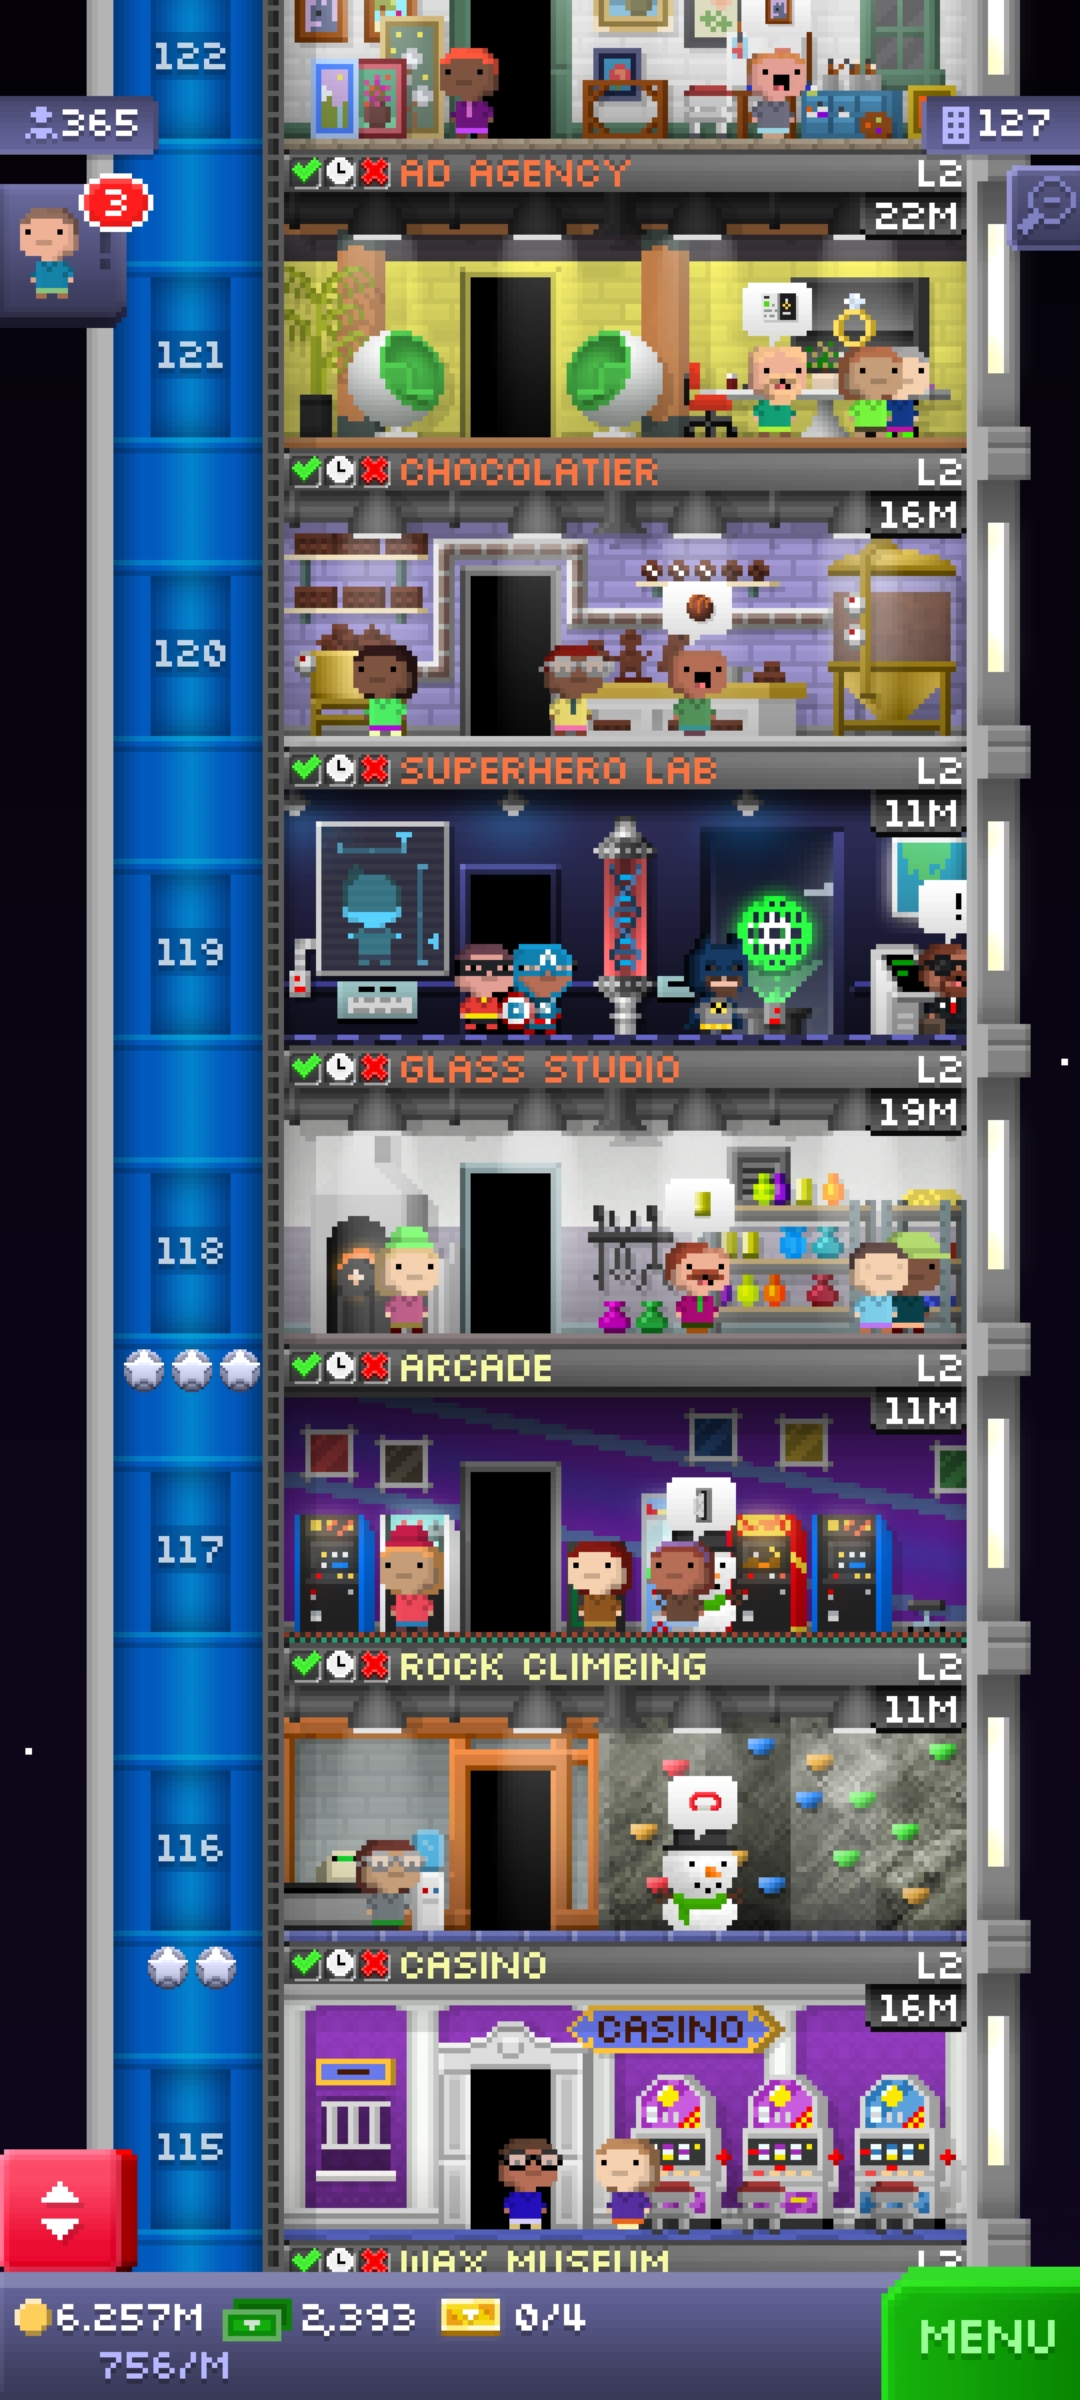 122
365
127
3
AD AGENCY L2
22M
121
CHOCOLATIER L2
16M
120
SUPERHERO LAB L2
11M
!
119
GLASS STUDIO L2
19M
118
ARCADE L2
11M
117
ROCK CLIMBING L2
11M
116
CASINO L2
16M
CASINO
115
WAX MUSEUM L3
6.257M 2,393 0/4
756/M
MENU